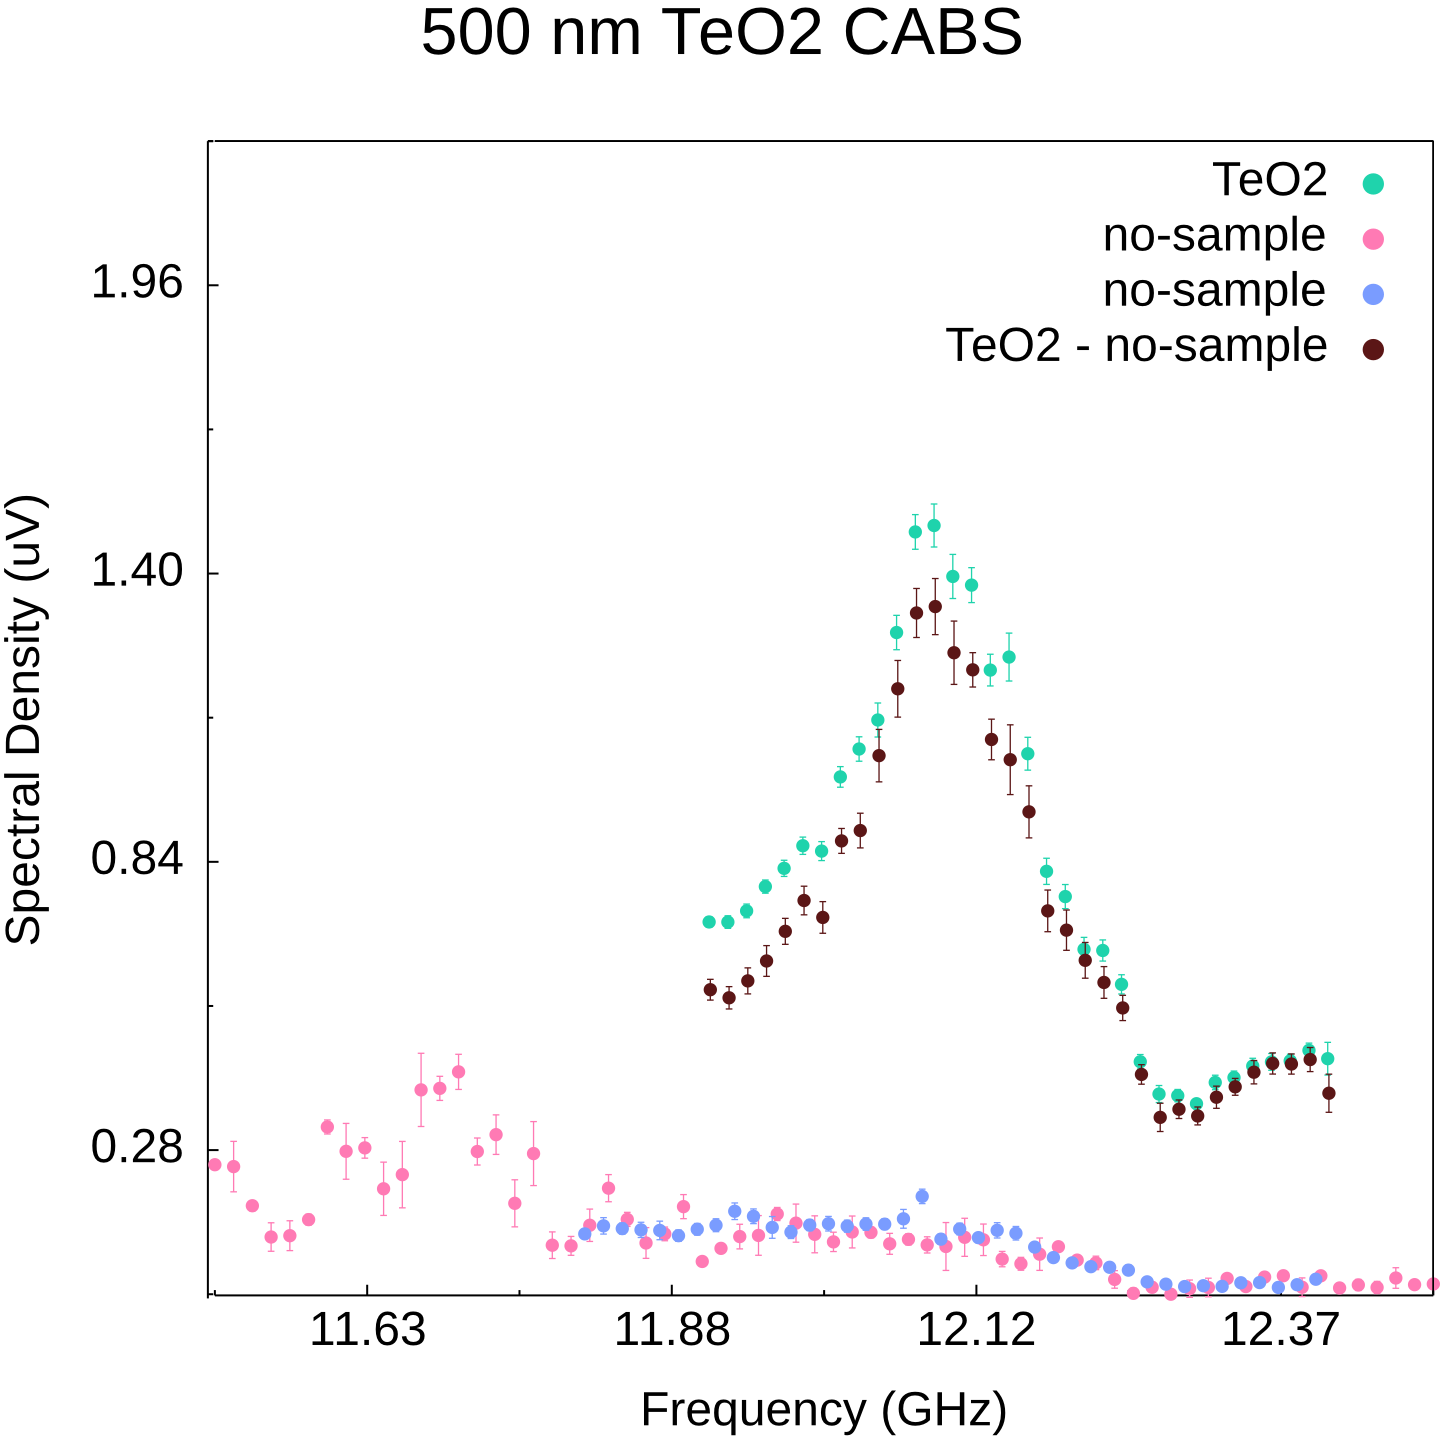 500 nm TeO2 CABS
TeO2
no-sample
no-sample
TeO2 - no-sample
Spectral Density (uV)
1.96
1.40
0.84
0.28
11.63 11.88 12.12 12.37
Frequency (GHz)